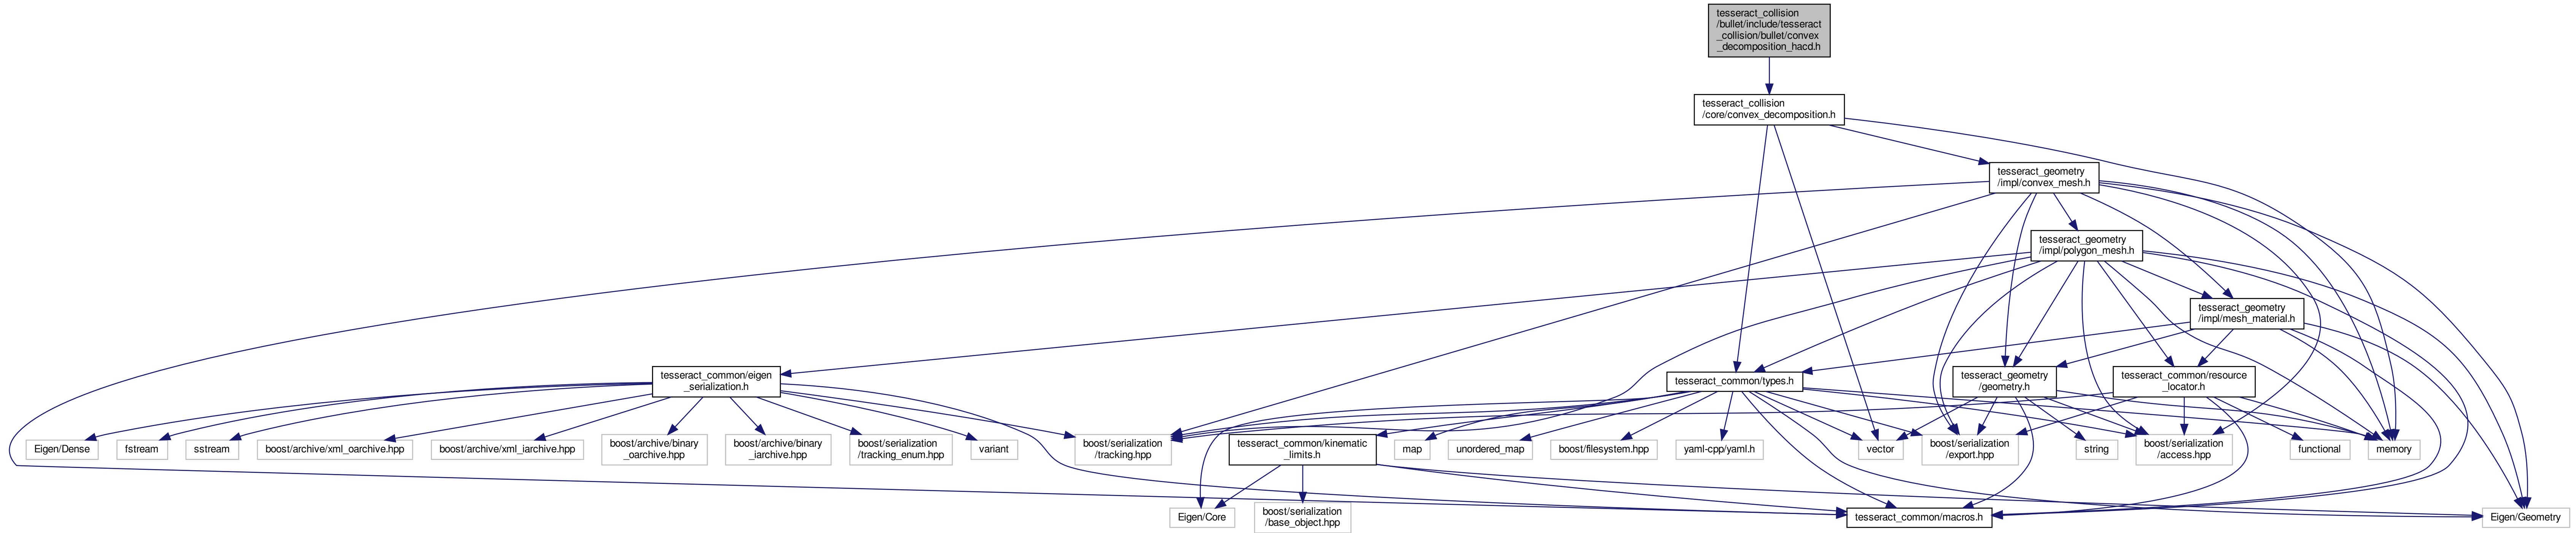 tesseract_collision
/bullet/include/tesseract
_collision/bullet/convex
_decomposition_hacd.h
tesseract_collision
/core/convex_decomposition.h
tesseract_geometry
/impl/convex_mesh.h
tesseract_geometry
/impl/polygon_mesh.h
tesseract_geometry
/impl/mesh_material.h
tesseract_common/eigen
_serialization.h
tesseract_common/types.h
tesseract_geometry
/geometry.h
tesseract_common/resource
_locator.h
Eigen/Dense
fstream
sstream
boost/archive/xml_oarchive.hpp
boost/archive/xml_iarchive.hpp
boost/archive/binary
_oarchive.hpp
boost/archive/binary
_iarchive.hpp
boost/serialization
/tracking_enum.hpp
variant
boost/serialization
/tracking.hpp
tesseract_common/kinematic
_limits.h
map
unordered_map
boost/filesystem.hpp
yaml-cpp/yaml.h
vector
boost/serialization
/export.hpp
string
boost/serialization
/access.hpp
functional
memory
Eigen/Core
boost/serialization
/base_object.hpp
tesseract_common/macros.h
Eigen/Geometry